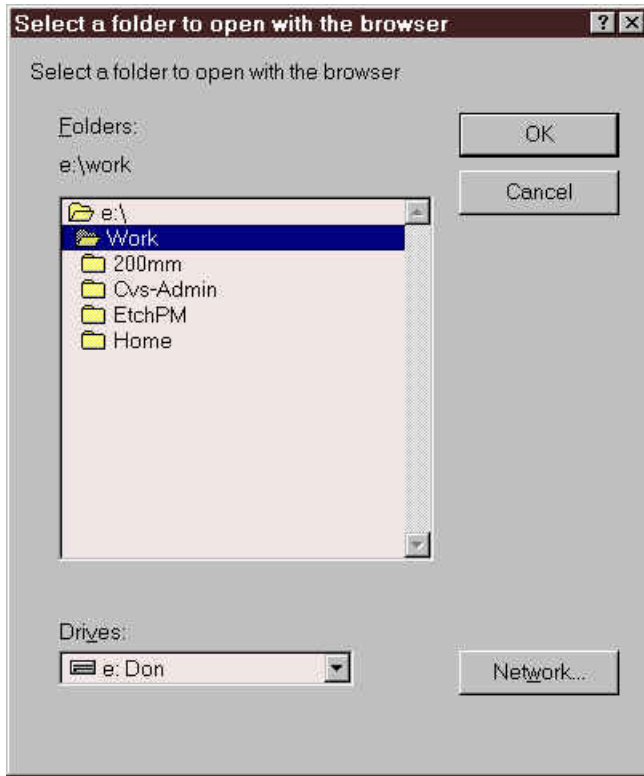 Select a folder to open with the browser
Select a folder to open with the browser
Folders:
OK
e:\work
Cancel
e:\
Work
200mm
Cvs-Admin
EtchPM
Home
Drives:
e: Don
Network...